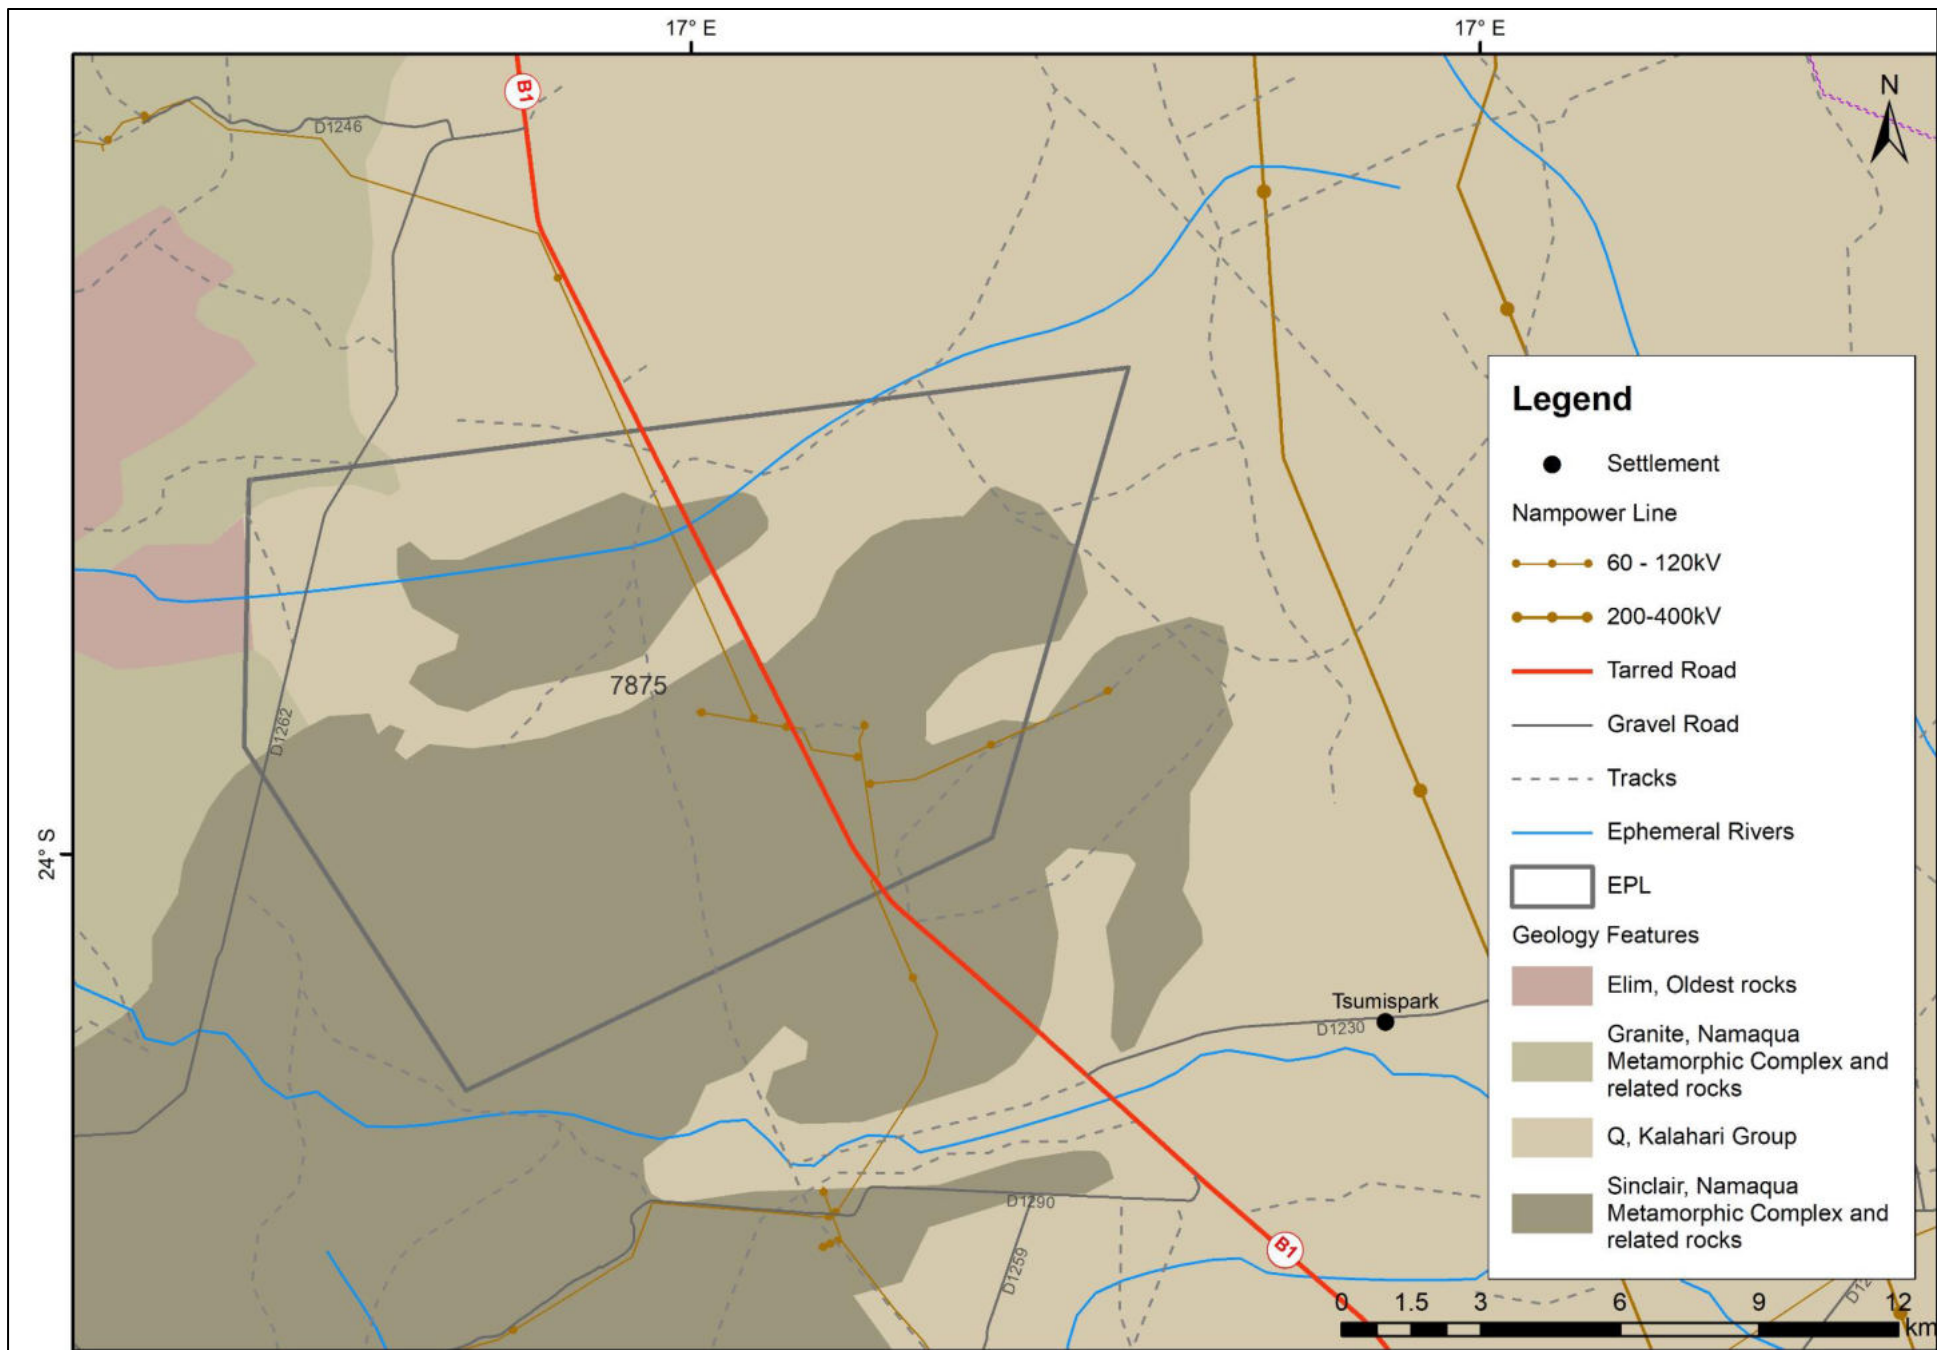 17° E
17° E
B1
N
D1246
Legend
Settlement
Nampower Line
60 - 120kV
200-400kV
Tarred Road
Gravel Road
Tracks
Ephemeral Rivers
EPL
Geology Features
Elim, Oldest rocks
Granite, Namaqua
Metamorphic Complex and
related rocks
Q, Kalahari Group
Sinclair, Namaqua
Metamorphic Complex and
related rocks
7875
D1262
24° S
Tsumispark
D1230
D1290
D1259
B1
0 1.5 3 6 9 12
km